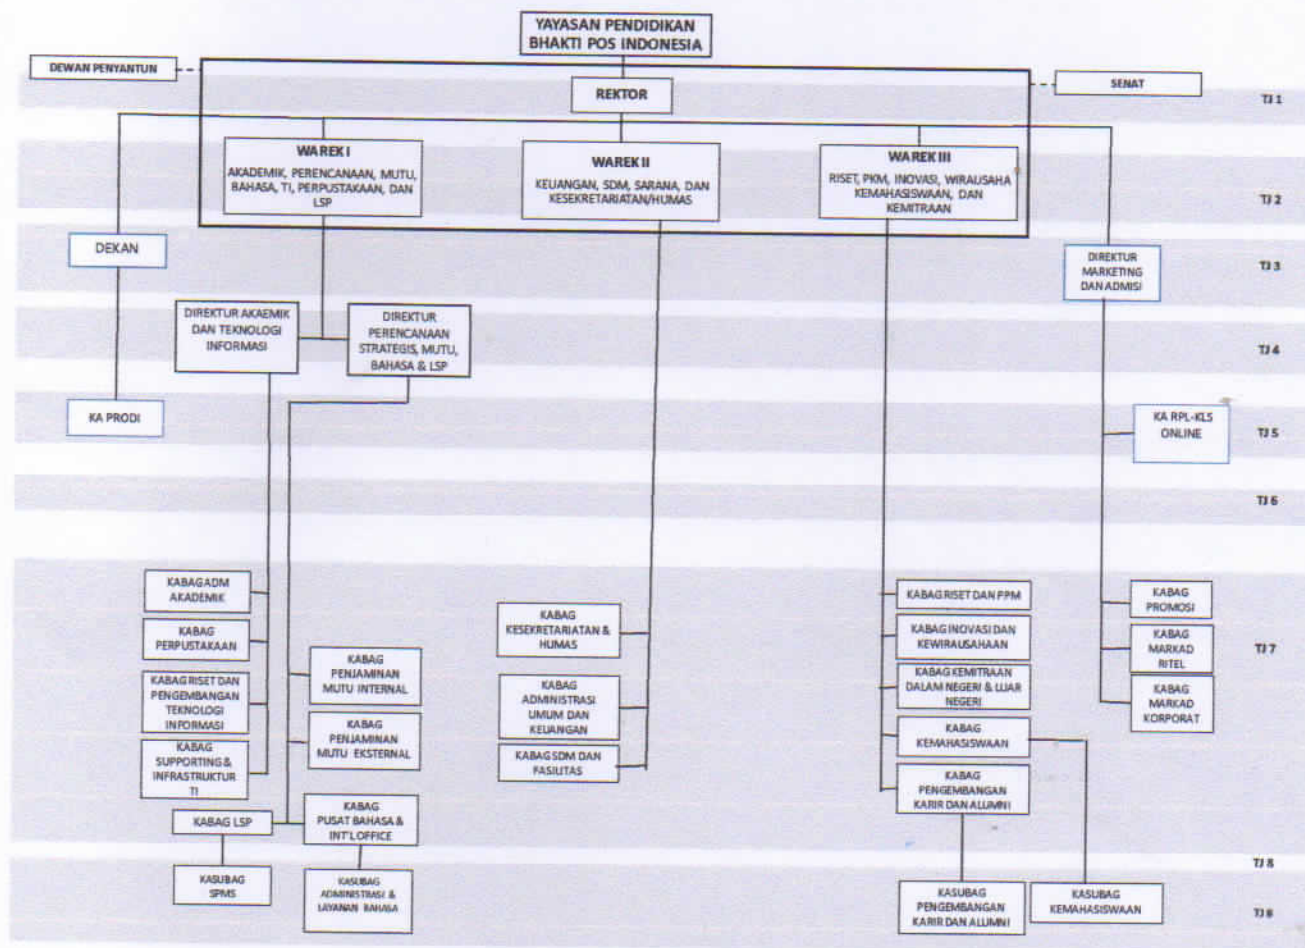 YAYASAN PENDIDIKAN
BHAKTI POS INDONESIA
DEWAN PENYANTUN
SENAT
REKTOR
TJ 1
WAREK I
AKADEMIK, PERENCANAAN, MUTU,
BAHASA, TI, PERPUSTAKAAN, DAN
LSP
WAREK II
KEUANGAN, SDM, SARANA, DAN
KESEKRETARIATAN/HUMAS
WAREK III
RISET, PKM, INOVASI, WIRAUSAHA
KEMAHASISWAAN, DAN
KEMITRAAN
TJ 2
DEKAN
DIREKTUR
MARKETING
DAN ADMISI
TJ 3
DIREKTUR AKAEMIK
DAN TEKNOLOGI
INFORMASI
DIREKTUR
PERENCANAAN
STRATEGIS, MUTU,
BAHASA & LSP
TJ 4
KA PRODI
KA RPL-KLS
ONLINE
TJ 5
TJ 6
KABAG ADM
AKADEMIK
KABAG
PERPUSTAKAAN
KABAG RISET DAN
PENGEMBANGAN
TEKNOLOGI
INFORMASI
KABAG
SUPPORTING &
INFRASTRUKTUR
TI
KABAG LSP
KABAG
PENJAMINAN
MUTU INTERNAL
KABAG
PENJAMINAN
MUTU EKSTERNAL
KABAG
PUSAT BAHASA &
INT'L OFFICE
KABAG
KESEKRETARIATAN &
HUMAS
KABAG
ADMINISTRASI
UMUM DAN
KEUANGAN
KABAG SDM DAN
FASILITAS
KABAG RISET DAN PPM
KABAG INOVASI DAN
KEWIRAUSAHAAN
KABAG KEMITRAAN
DALAM NEGERI & LUAR
NEGERI
KABAG
KEMAHASISWAAN
KABAG
PENGEMBANGAN
KARIR DAN ALUMNI
KABAG
PROMOSI
KABAG
MARKAD
RITEL
KABAG
MARKAD
KORPORAT
TJ 7
TJ 8
KASUBAG
SPMS
KASUBAG
ADMINISTRASI &
LAYANAN BAHASA
KASUBAG
PENGEMBANGAN
KARIR DAN ALUMNI
KASUBAG
KEMAHASISWAAN